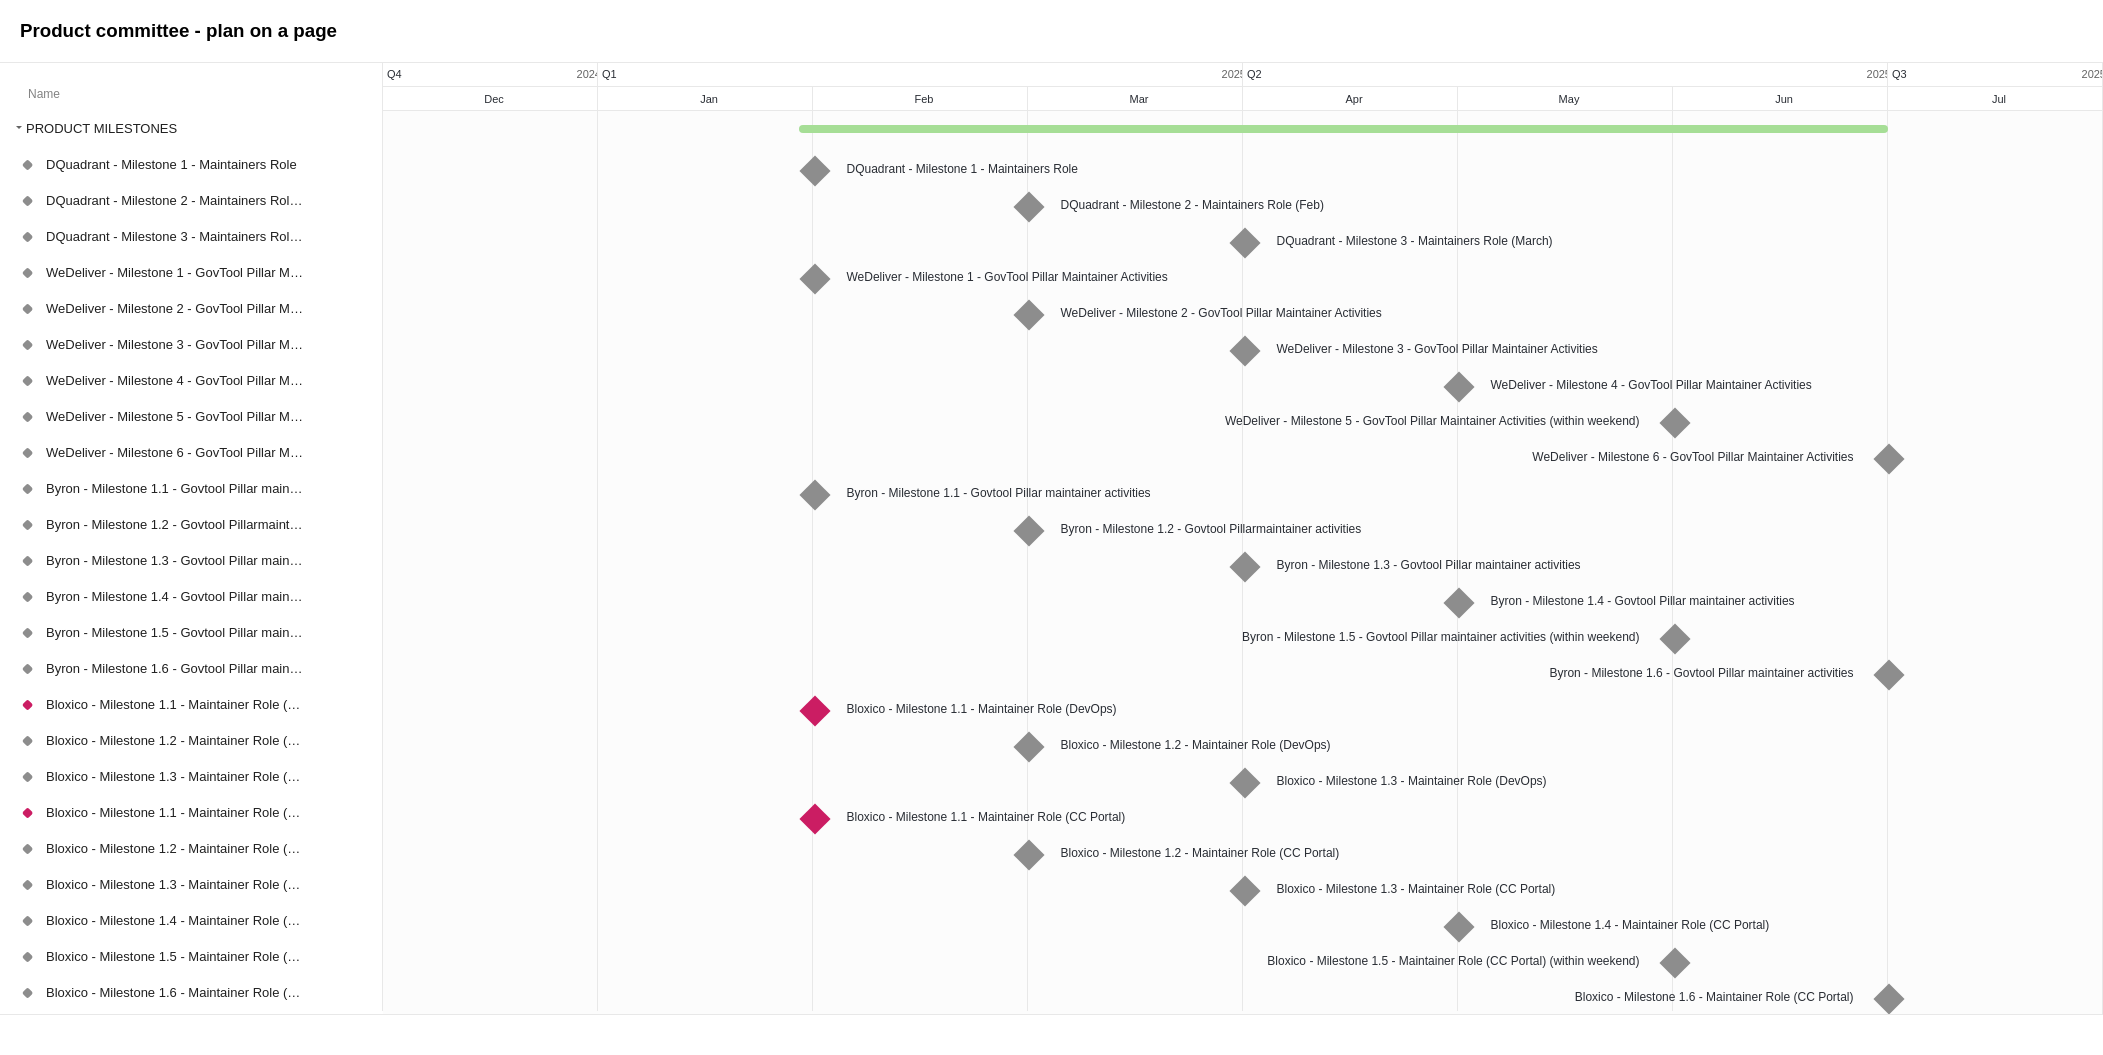 Product committee - plan on a page
Q4 2024 Q1 2025 Q2 2025 Q3 2025
Name
Dec Jan Feb Mar Apr May Jun Jul
PRODUCT MILESTONES
DQuadrant - Milestone 1 - Maintainers Role DQuadrant - Milestone 1 - Maintainers Role
DQuadrant - Milestone 2 - Maintainers Rol… DQuadrant - Milestone 2 - Maintainers Role (Feb)
DQuadrant - Milestone 3 - Maintainers Rol… DQuadrant - Milestone 3 - Maintainers Role (March)
WeDeliver - Milestone 1 - GovTool Pillar M… WeDeliver - Milestone 1 - GovTool Pillar Maintainer Activities
WeDeliver - Milestone 2 - GovTool Pillar M… WeDeliver - Milestone 2 - GovTool Pillar Maintainer Activities
WeDeliver - Milestone 3 - GovTool Pillar M… WeDeliver - Milestone 3 - GovTool Pillar Maintainer Activities
WeDeliver - Milestone 4 - GovTool Pillar M… WeDeliver - Milestone 4 - GovTool Pillar Maintainer Activities
WeDeliver - Milestone 5 - GovTool Pillar M… WeDeliver - Milestone 5 - GovTool Pillar Maintainer Activities (within weekend)
WeDeliver - Milestone 6 - GovTool Pillar M… WeDeliver - Milestone 6 - GovTool Pillar Maintainer Activities
Byron - Milestone 1.1 - Govtool Pillar main… Byron - Milestone 1.1 - Govtool Pillar maintainer activities
Byron - Milestone 1.2 - Govtool Pillarmaint… Byron - Milestone 1.2 - Govtool Pillarmaintainer activities
Byron - Milestone 1.3 - Govtool Pillar main… Byron - Milestone 1.3 - Govtool Pillar maintainer activities
Byron - Milestone 1.4 - Govtool Pillar main… Byron - Milestone 1.4 - Govtool Pillar maintainer activities
Byron - Milestone 1.5 - Govtool Pillar main… Byron - Milestone 1.5 - Govtool Pillar maintainer activities (within weekend)
Byron - Milestone 1.6 - Govtool Pillar main… Byron - Milestone 1.6 - Govtool Pillar maintainer activities
Bloxico - Milestone 1.1 - Maintainer Role (… Bloxico - Milestone 1.1 - Maintainer Role (DevOps)
Bloxico - Milestone 1.2 - Maintainer Role (… Bloxico - Milestone 1.2 - Maintainer Role (DevOps)
Bloxico - Milestone 1.3 - Maintainer Role (… Bloxico - Milestone 1.3 - Maintainer Role (DevOps)
Bloxico - Milestone 1.1 - Maintainer Role (… Bloxico - Milestone 1.1 - Maintainer Role (CC Portal)
Bloxico - Milestone 1.2 - Maintainer Role (… Bloxico - Milestone 1.2 - Maintainer Role (CC Portal)
Bloxico - Milestone 1.3 - Maintainer Role (… Bloxico - Milestone 1.3 - Maintainer Role (CC Portal)
Bloxico - Milestone 1.4 - Maintainer Role (… Bloxico - Milestone 1.4 - Maintainer Role (CC Portal)
Bloxico - Milestone 1.5 - Maintainer Role (… Bloxico - Milestone 1.5 - Maintainer Role (CC Portal) (within weekend)
Bloxico - Milestone 1.6 - Maintainer Role (… Bloxico - Milestone 1.6 - Maintainer Role (CC Portal)